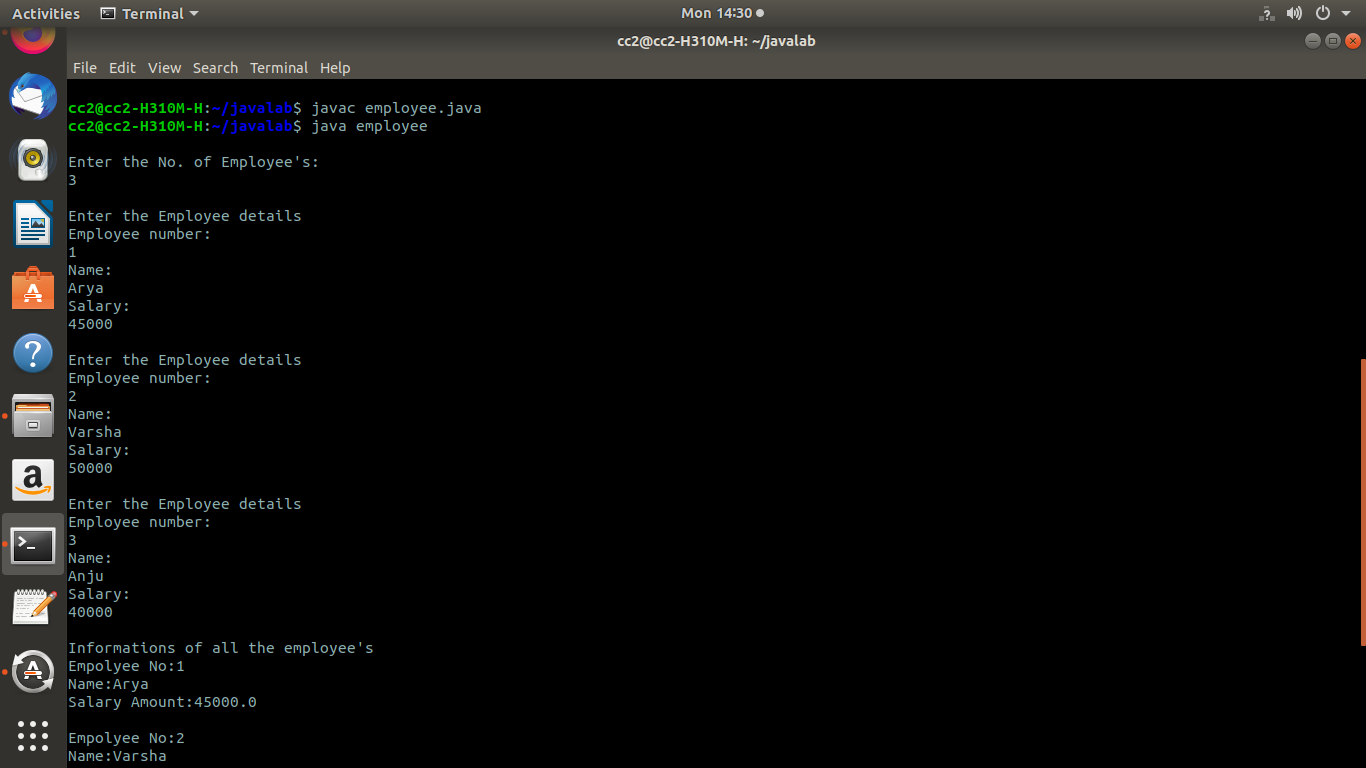 Activities Terminal Mon 14:30
cc2@cc2-H310M-H: ~/javalab
File Edit View Search Terminal Help
cc2@cc2-H310M-H:~/javalab$ javac employee.java
cc2@cc2-H310M-H:~/javalab$ java employee
Enter the No. of Employee's:
3
Enter the Employee details
Employee number:
1
Name:
Arya
Salary:
45000
Enter the Employee details
Employee number:
2
Name:
Varsha
Salary:
50000
Enter the Employee details
Employee number:
3
Name:
Anju
Salary:
40000
Informations of all the employee's
Empolyee No:1
Name:Arya
Salary Amount:45000.0
Empolyee No:2
Name:Varsha